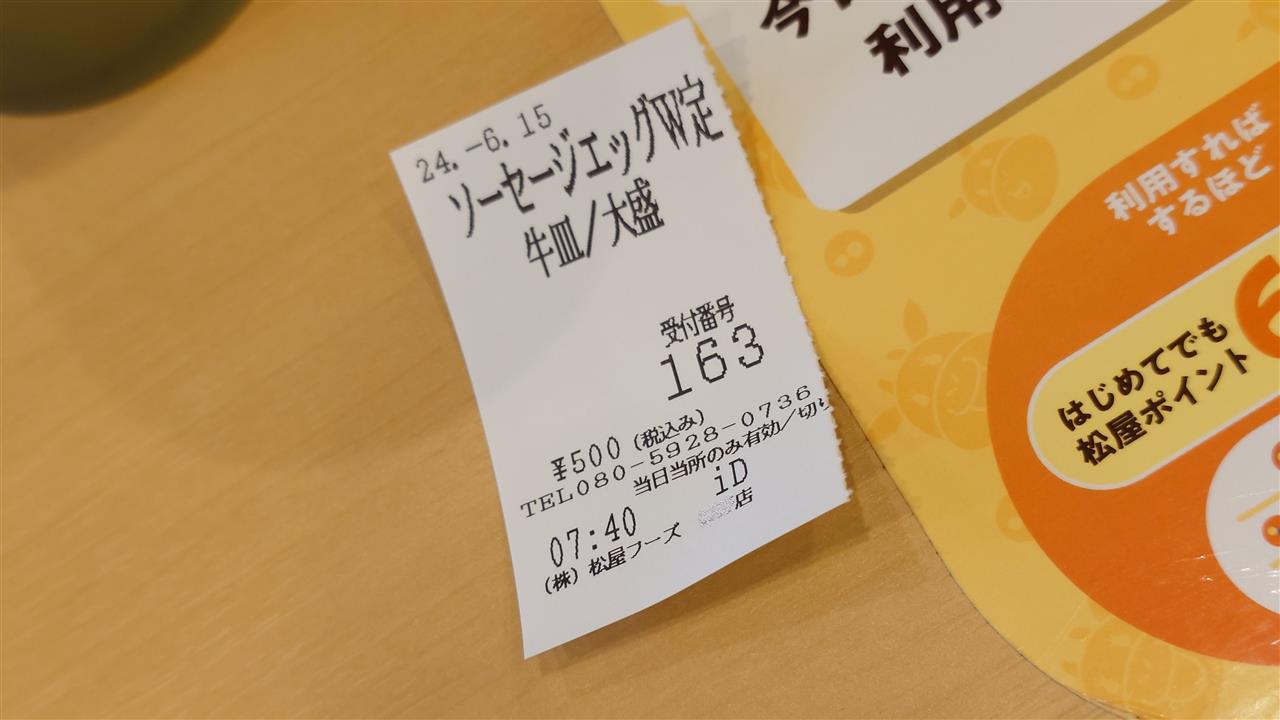 24.-6.15
ソーセージエッグW定
牛皿/大盛
受付番号
163
¥500(税込み)
TEL080-5928-0736
当日当所のみ有効/切り
iD
07:40
店
(株)松屋フーズ
利用
利用すれば
するほど
はじめてでも
松屋ポイント